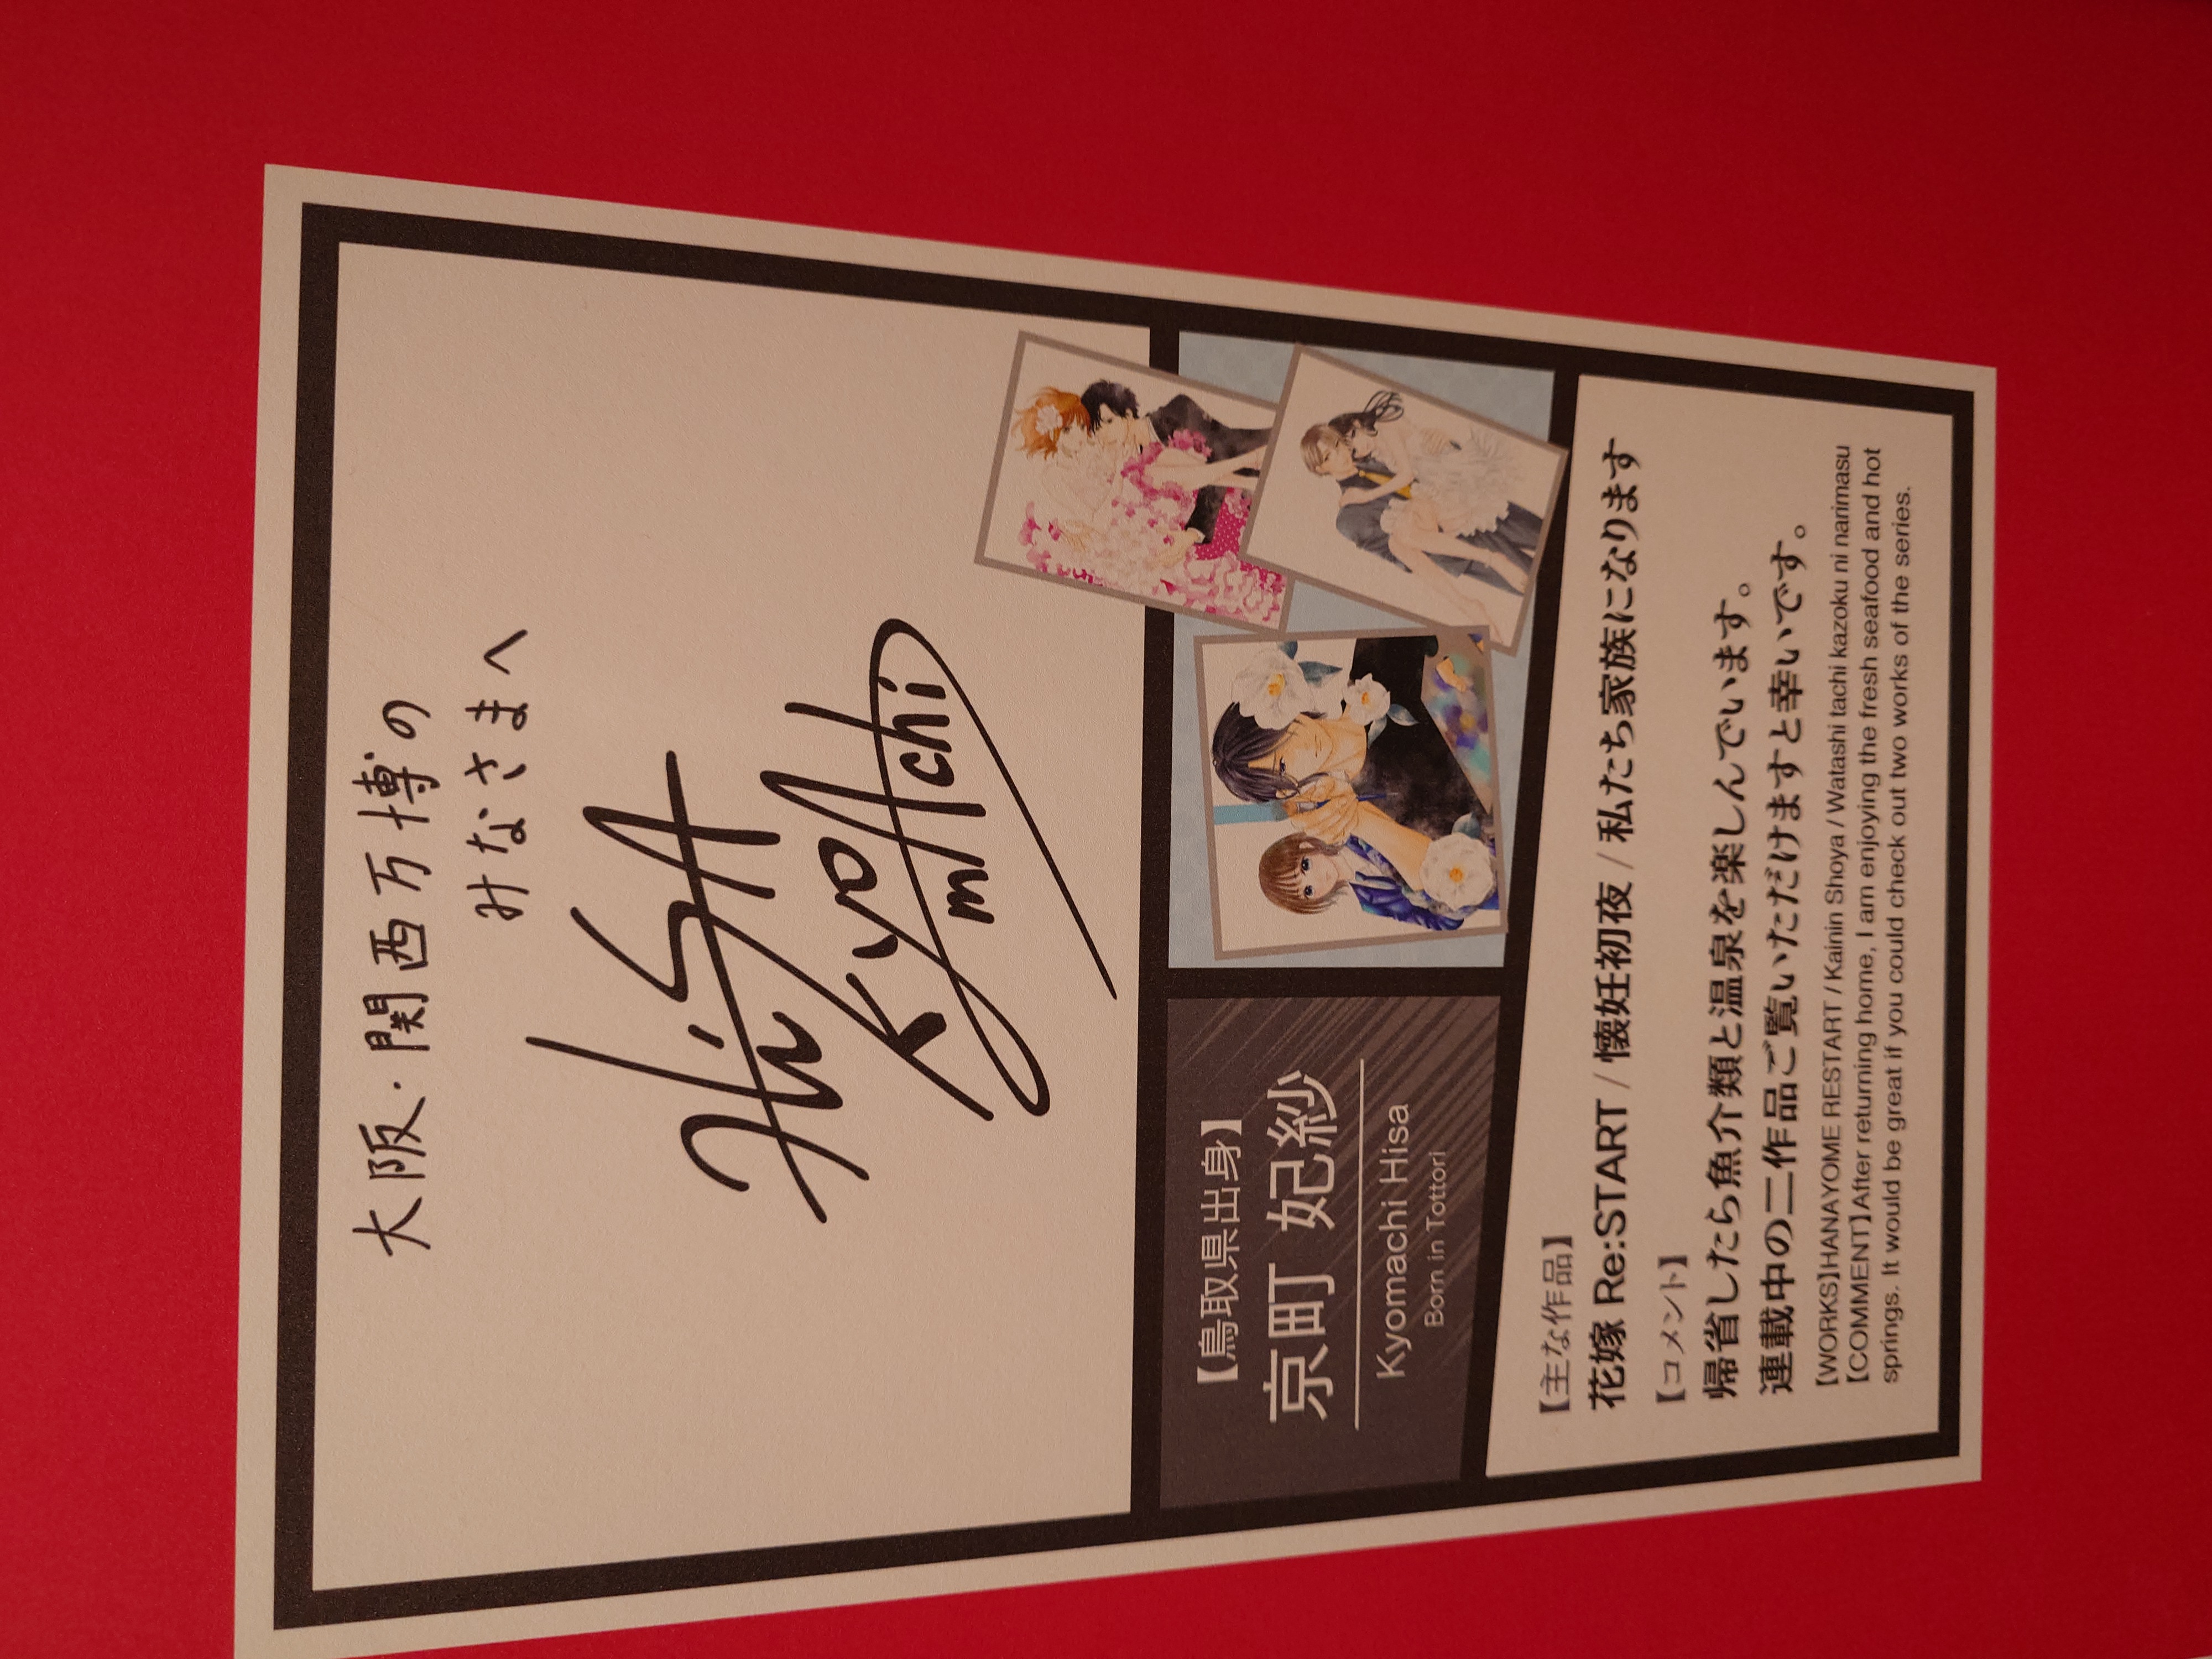 大阪・関西万博の
みなさまへ
HiSA
KyoAchi
m
【鳥取県出身】
京町 妃紗
Kyomachi Hisa
Born in Tottori
【主な作品】
花嫁 Re:START / 懐妊初夜 / 私たち家族になります
【コメント】
帰省したら魚介類と温泉を楽しんでいます。
連載中の二作品ご覧いただけますと幸いです。
【WORKS】HANAYOME RESTART / Kainin Shoya / Watashi tachi kazoku ni narimasu
【COMMENT】After returning home, I am enjoying the fresh seafood and hot
springs. It would be great if you could check out two works of the series.